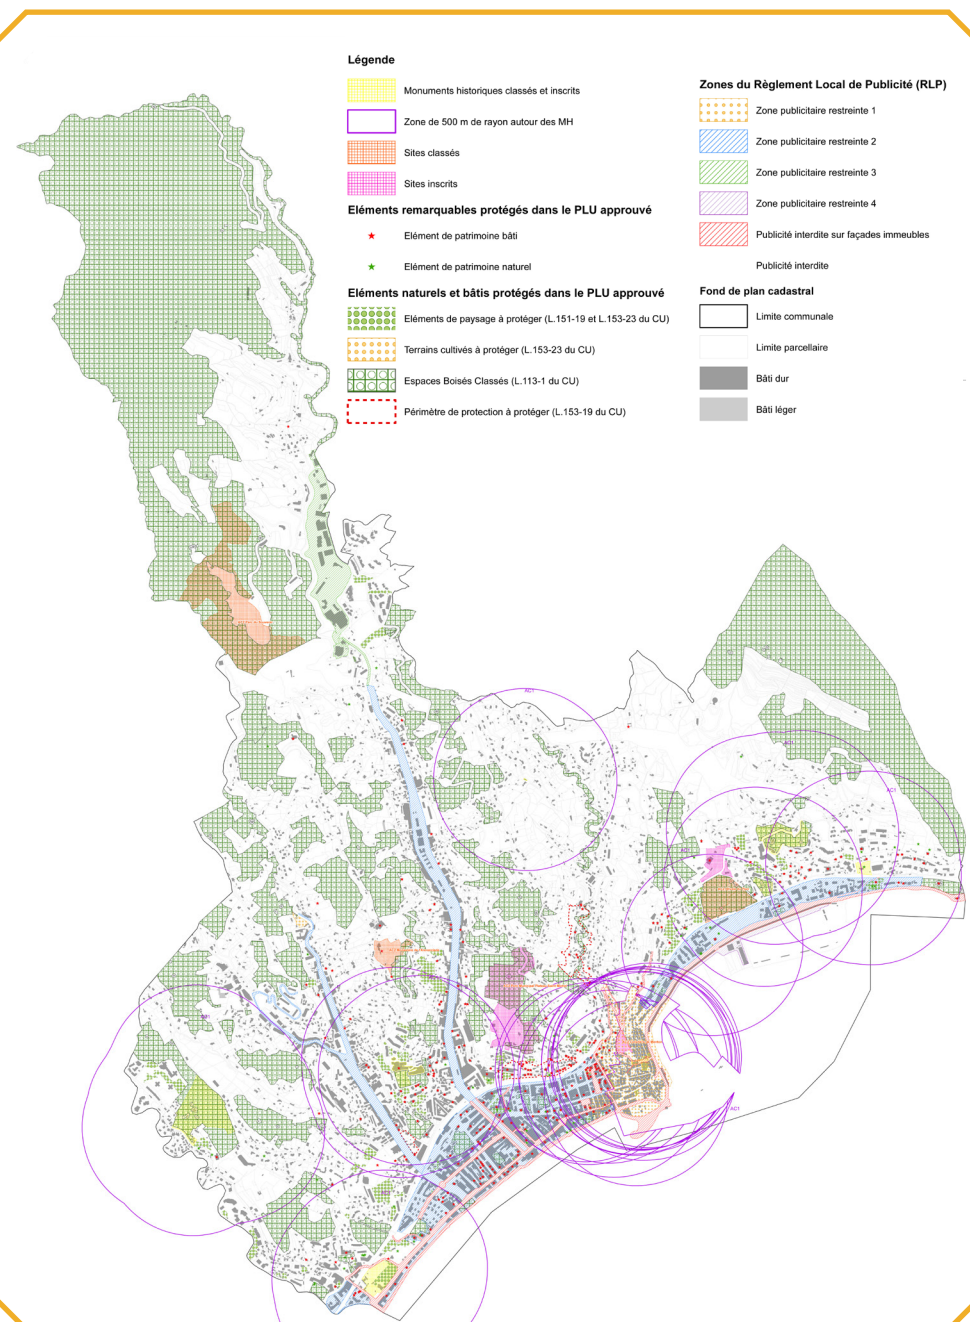 Légende
Monuments historiques classés et inscrits
Zone de 500 m de rayon autour des MH
Sites classés
Sites inscrits
Eléments remarquables protégés dans le PLU approuvé
Elément de patrimoine bâti
Elément de patrimoine naturel
Eléments naturels et bâtis protégés dans le PLU approuvé
Eléments de paysage à protéger (L.151-19 et L.153-23 du CU)
Terrains cultivés à protéger (L.153-23 du CU)
Espaces Boisés Classés (L.113-1 du CU)
Périmètre de protection à protéger (L.153-19 du CU)
Zones du Règlement Local de Publicité (RLP)
Zone publicitaire restreinte 1
Zone publicitaire restreinte 2
Zone publicitaire restreinte 3
Zone publicitaire restreinte 4
Publicité interdite sur façades immeubles
Publicité interdite
Fond de plan cadastral
Limite communale
Limite parcellaire
Bâti dur
Bâti léger
AC1
AC1
AC1
AC1
AC1